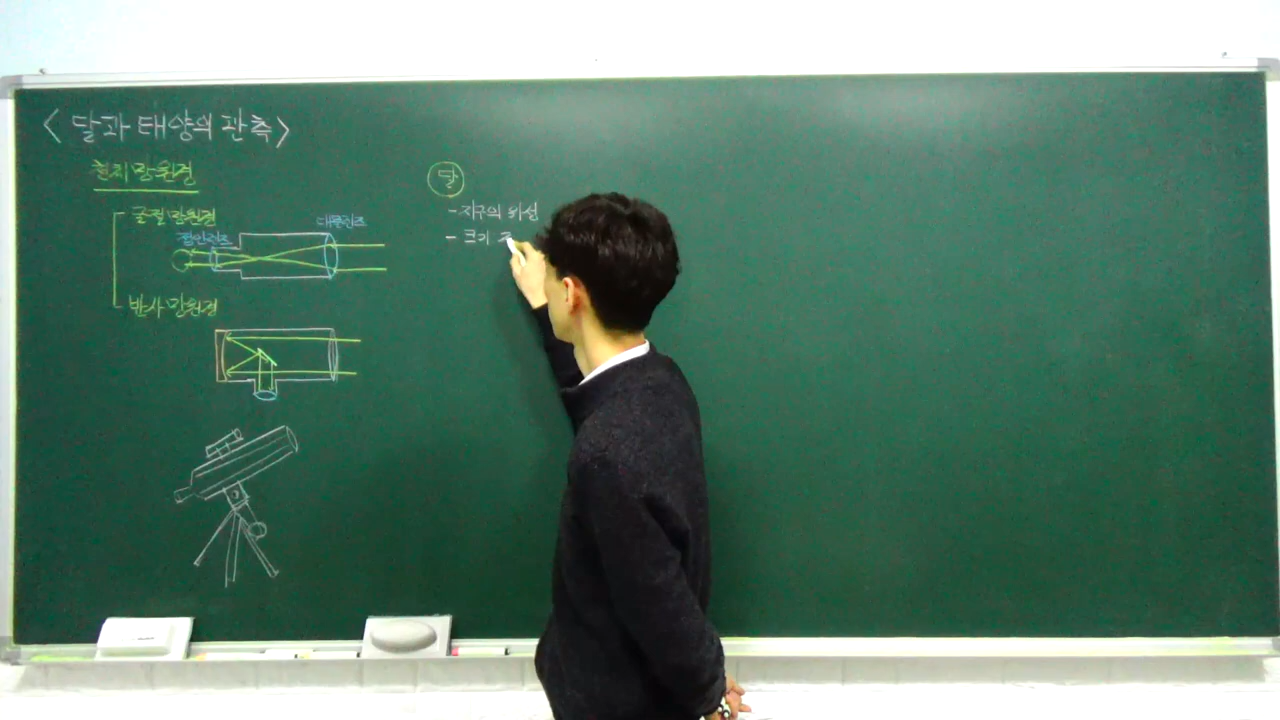 <달과 태양의 관측>
천체망원경
굴절망원경
접안렌즈
대물렌즈
반사망원경
달
- 지구의 위성
- 크기